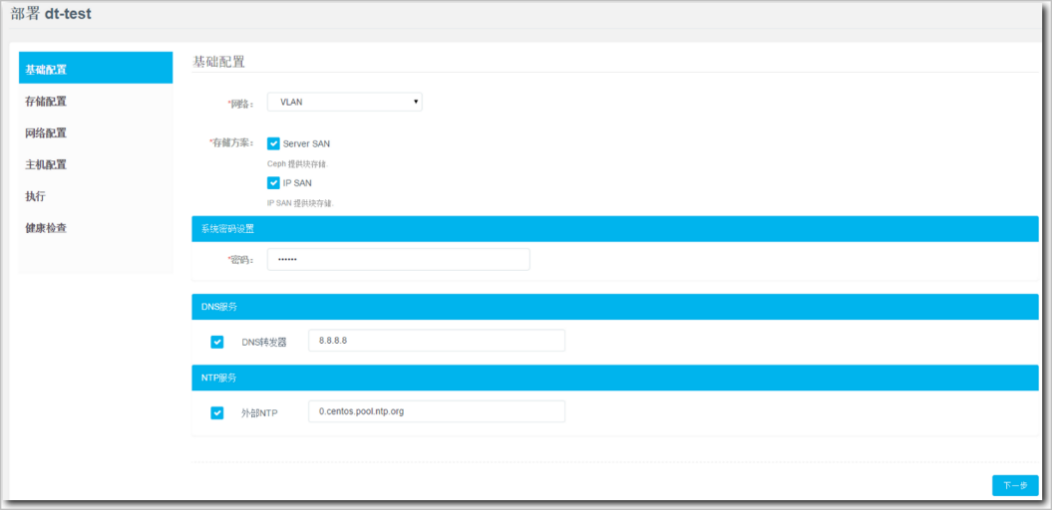 部署 dt-test
基础配置
存储配置
网络配置
主机配置
执行
健康检查
基础配置
*网络： VLAN
*存储方案： Server SAN
Ceph 提供块存储.
IP SAN
IP SAN 提供块存储.
系统密码设置
*密码： ••••••
DNS服务
DNS转发器 8.8.8.8
NTP服务
外部NTP 0.centos.pool.ntp.org
下一步